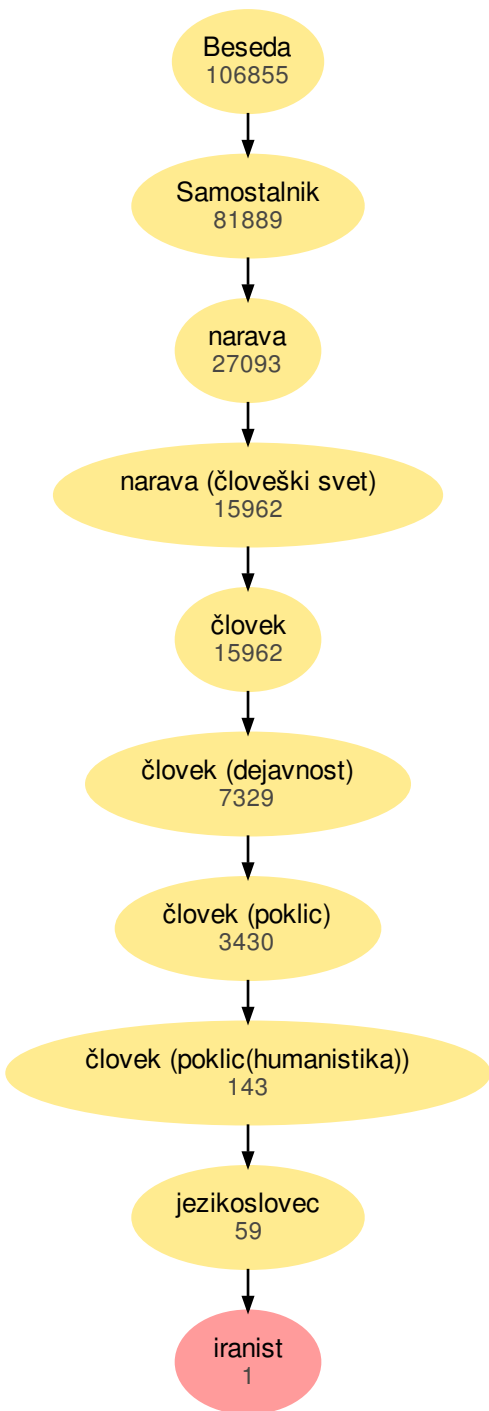 Beseda
106855
Samostalnik
81889
narava
27093
narava (človeški svet)
15962
človek
15962
človek (dejavnost)
7329
človek (poklic)
3430
človek (poklic(humanistika))
143
jezikoslovec
59
iranist
1